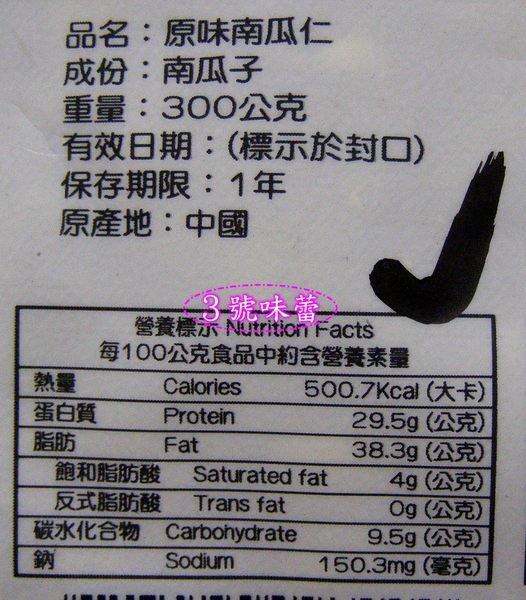 品名：原味南瓜仁
成份：南瓜子
重量：300公克
有效日期：(標示於封口)
保存期限：1年
原產地：中國
3號味蕾
營養標示 Nutrition Facts
每100公克食品中約含營養素量
熱量 Calories 500.7Kcal (大卡)
蛋白質 Protein 29.5g (公克)
脂肪 Fat 38.3g (公克)
飽和脂肪酸 Saturated fat 4g (公克)
反式脂肪酸 Trans fat 0g (公克)
碳水化合物 Carbohydrate 9.5g (公克)
鈉 Sodium 150.3mg (毫克)